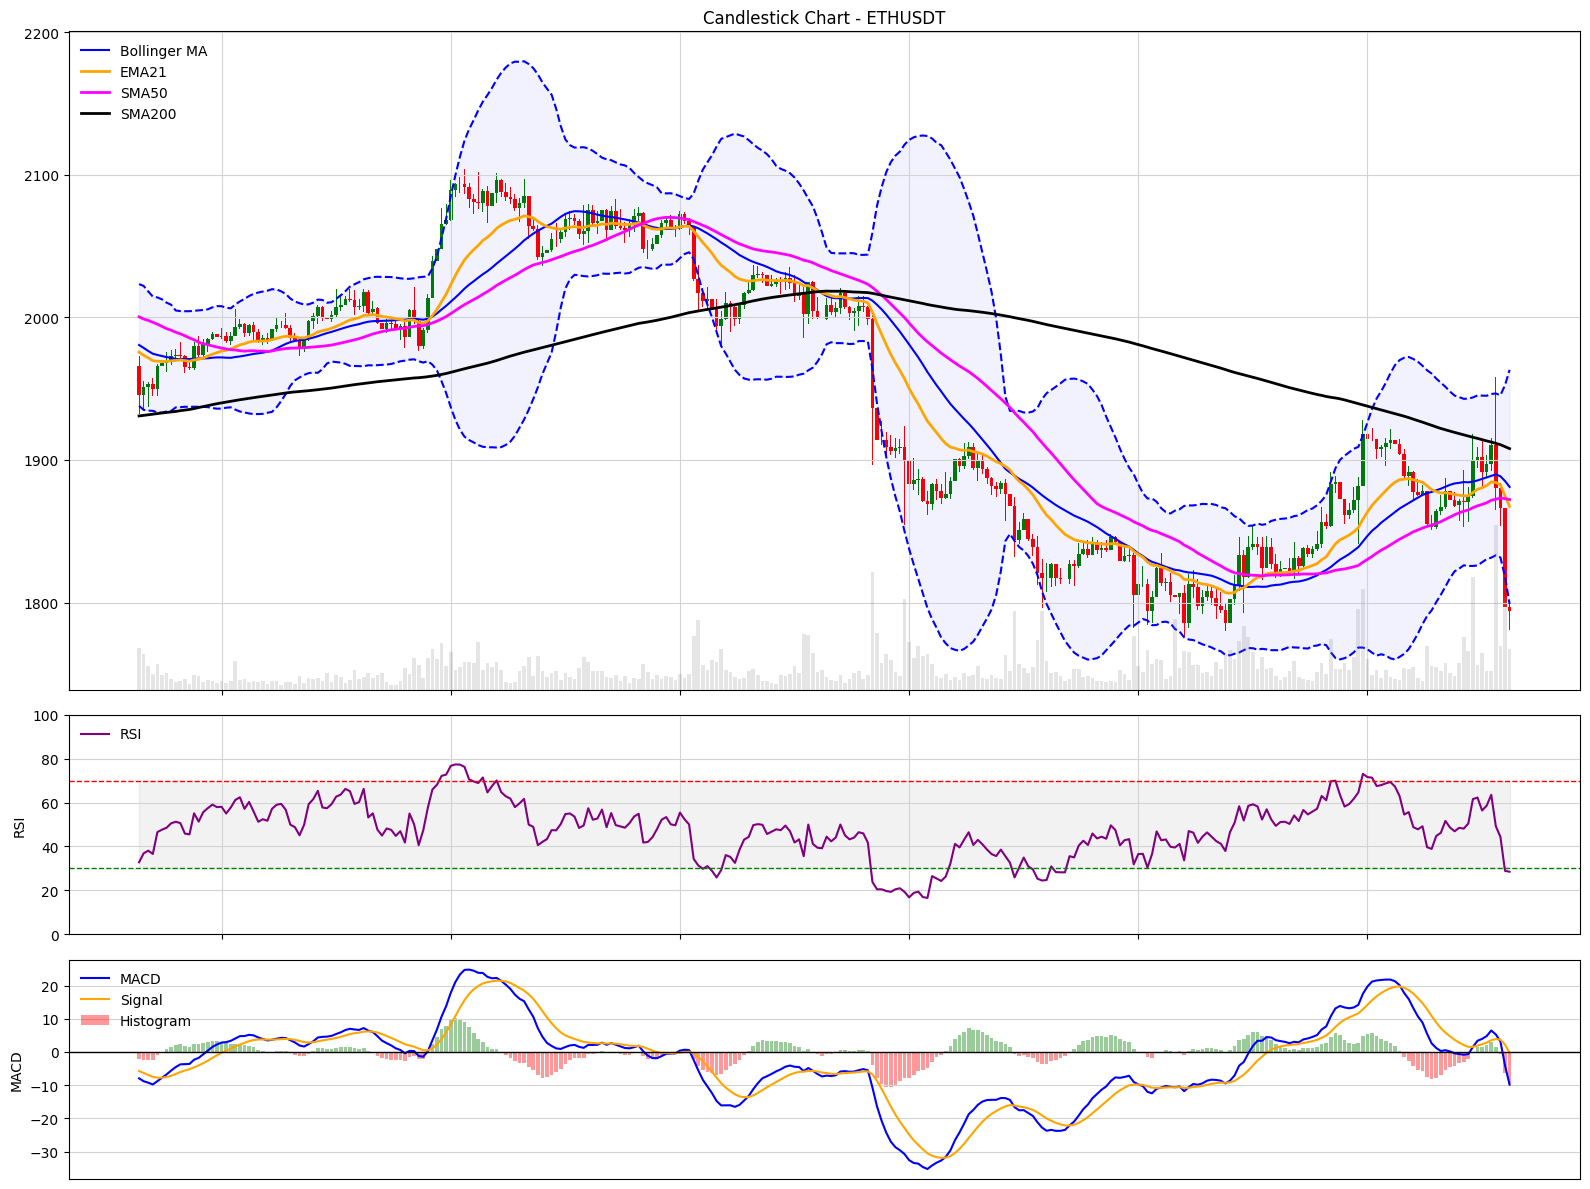 Candlestick Chart - ETHUSDT
2200
2100
2000
1900
1800
Bollinger MA
EMA21
SMA50
SMA200
100
80
60
40
20
0
RSI
RSI
20
10
0
−10
−20
−30
MACD
MACD
Signal
Histogram